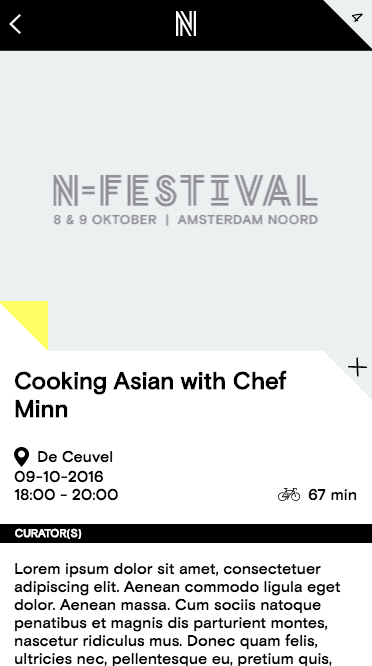 N
4
N=FESTIVAL
8 & 9 OKTOBER | AMSTERDAM NOORD
Cooking Asian with Chef
Minn
De Ceuvel
09-10-2016
18:00 - 20:00
67 min
CURATOR(S)
Lorem ipsum dolor sit amet, consectetuer
adipiscing elit. Aenean commodo ligula eget
dolor. Aenean massa. Cum sociis natoque
penatibus et magnis dis parturient montes,
nascetur ridiculus mus. Donec quam felis,
ultricies nec, pellentesque eu, pretium quis,